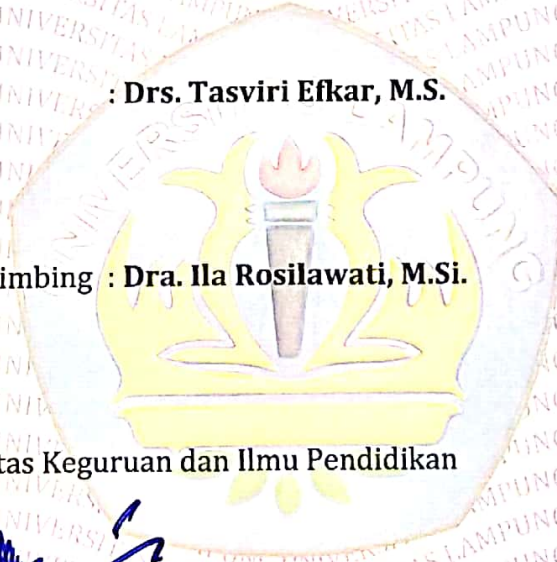 : Drs. Tasviri Efkar, M.S.
imbing : Dra. Ila Rosilawati, M.Si.
tas Keguruan dan Ilmu Pendidikan